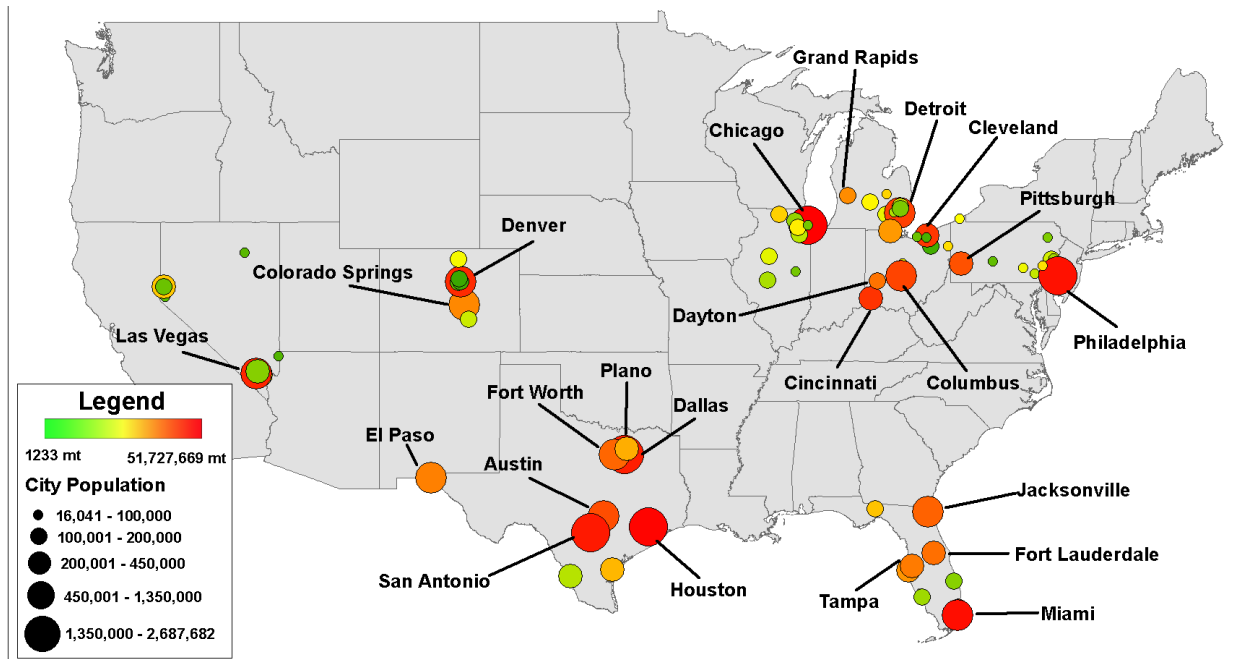 Grand Rapids
Detroit
Chicago
Cleveland
Pittsburgh
Denver
Colorado Springs
Dayton
Las Vegas
Philadelphia
Cincinnati
Columbus
Plano
Fort Worth
Dallas
El Paso
Austin
Jacksonville
Fort Lauderdale
San Antonio
Houston
Tampa
Miami
Legend
1233 mt 51,727,669 mt
City Population
16,041 - 100,000
100,001 - 200,000
200,001 - 450,000
450,001 - 1,350,000
1,350,000 - 2,687,682